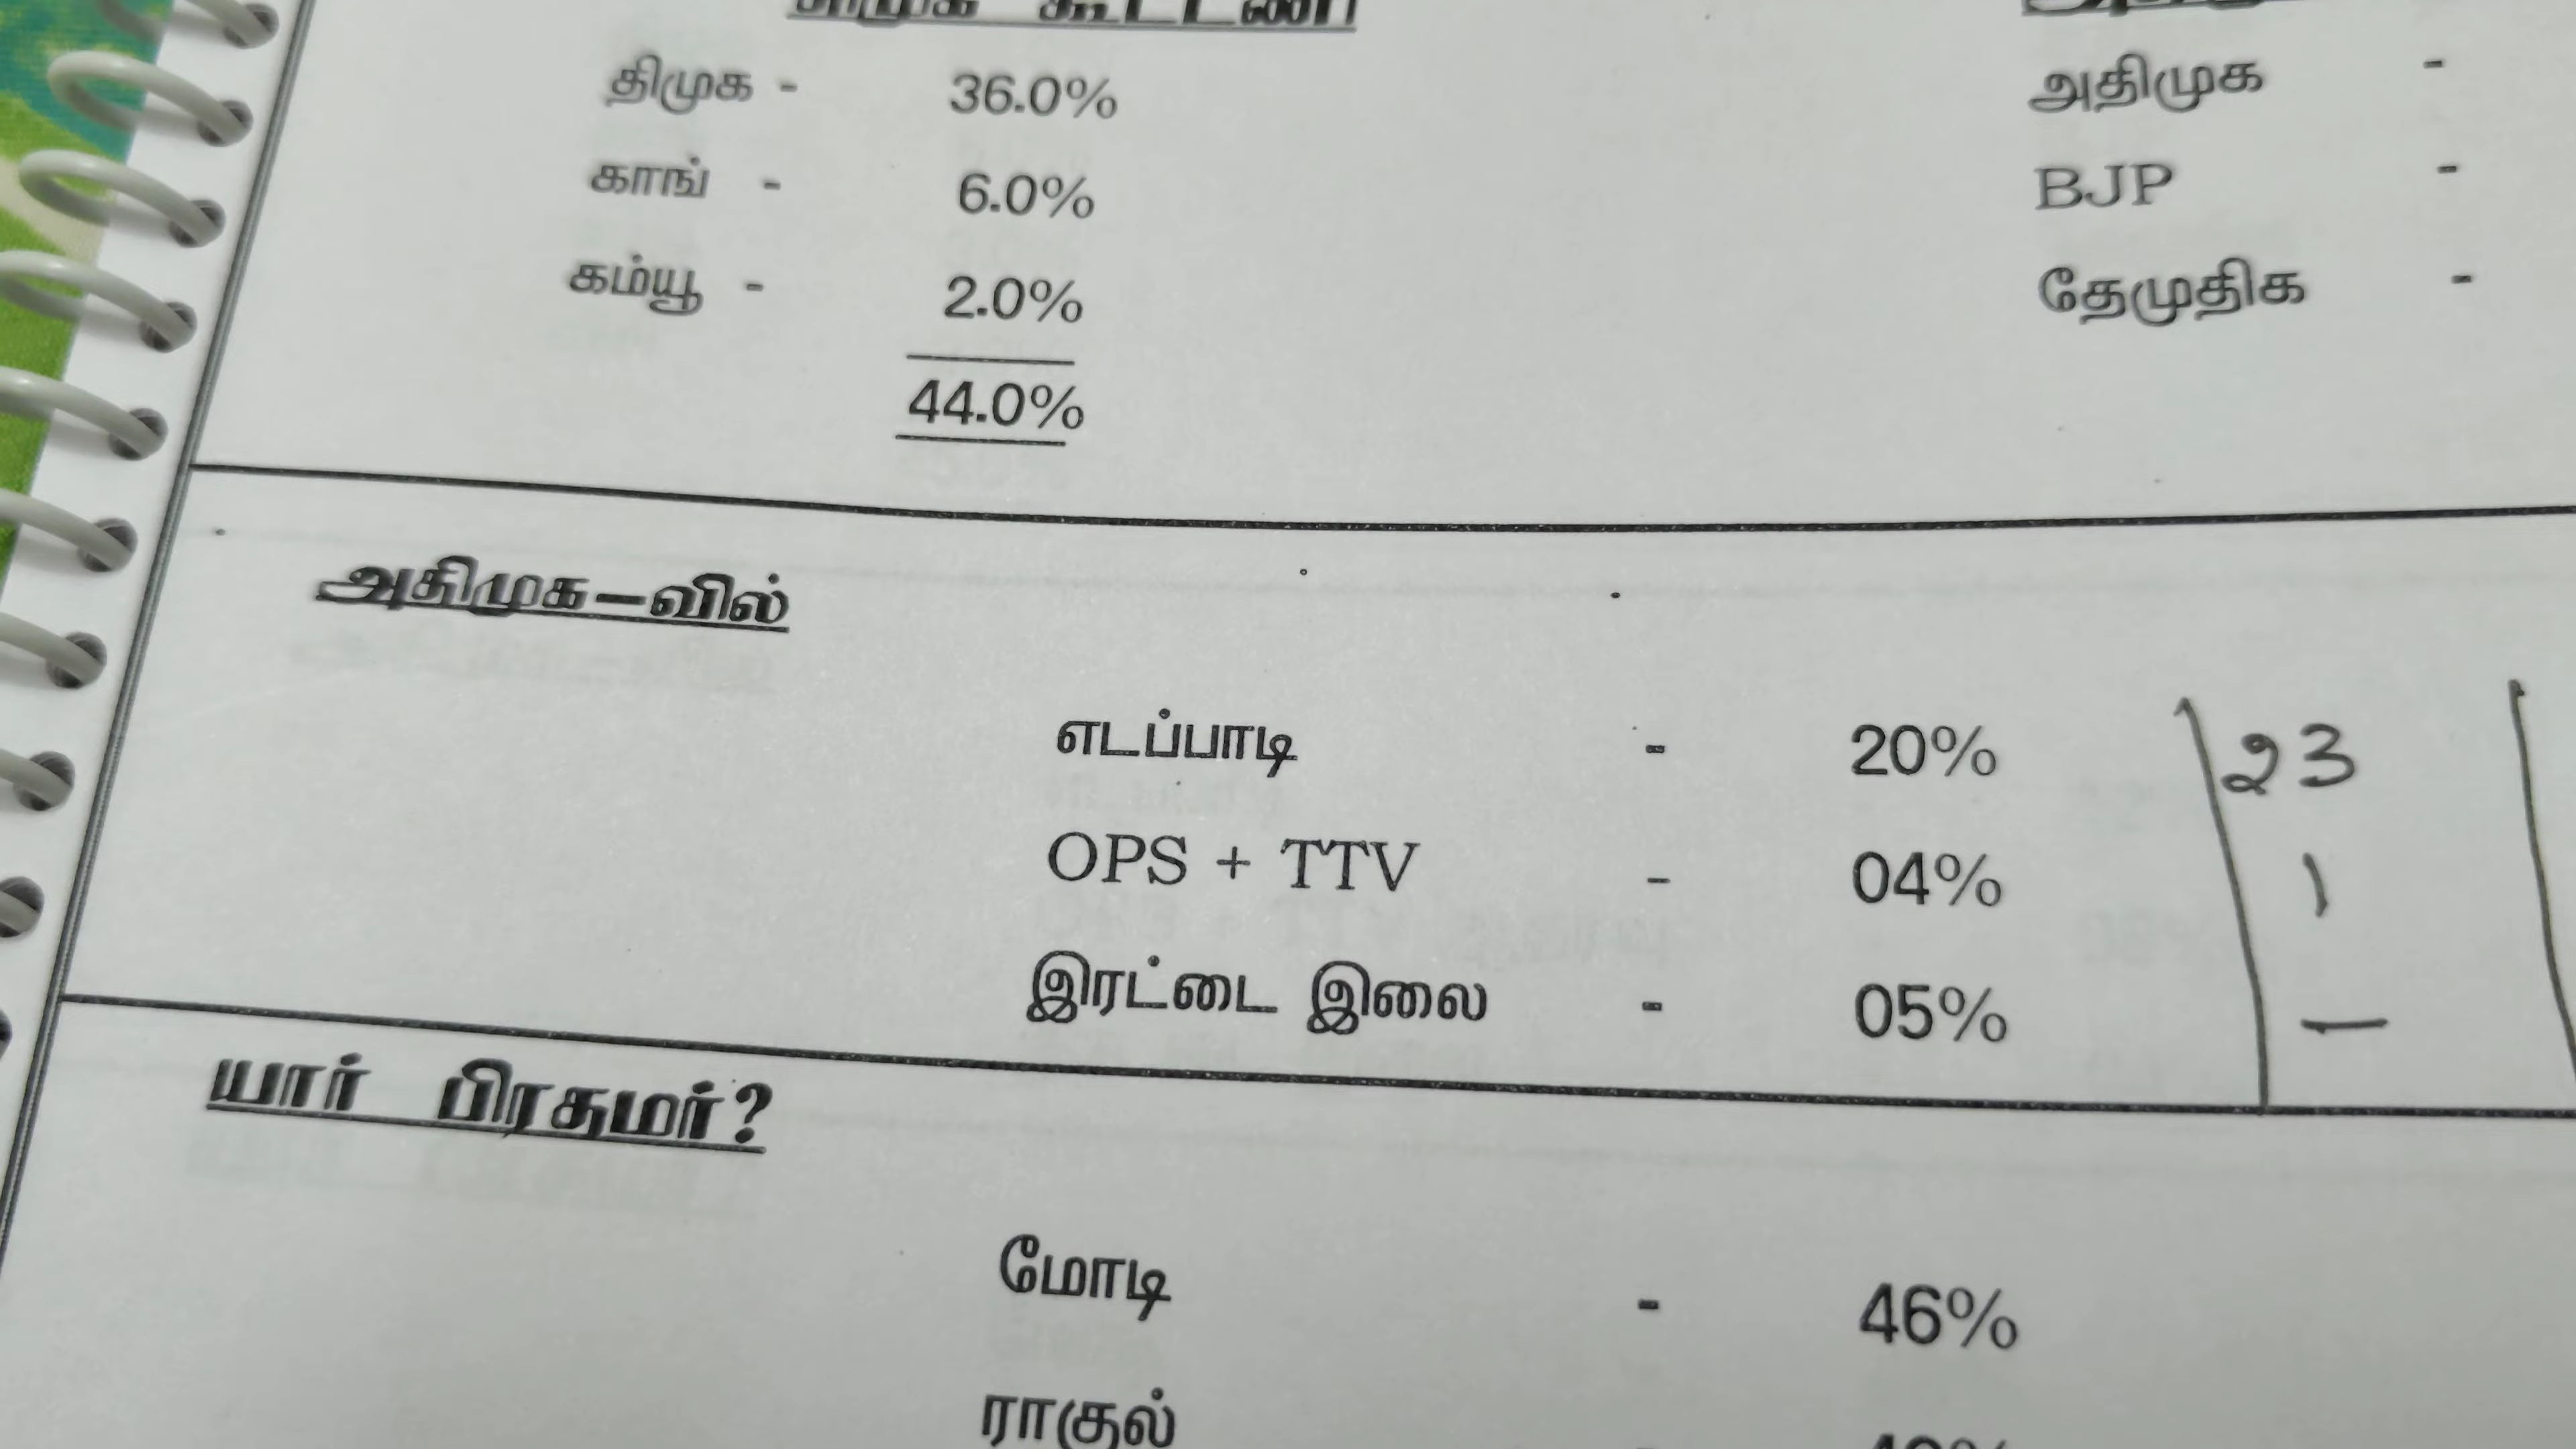 கூட்டணி
திமுக - 36.0%
காங் - 6.0%
கம்யூ - 2.0%
44.0%
அதிமுக -
BJP -
தேமுதிக -
அதிமுக-வில்
எடப்பாடி - 20% 23
OPS + TTV - 04% 1
இரட்டை இலை - 05% —
யார் பிரதமர்?
மோடி - 46%
ராகுல்